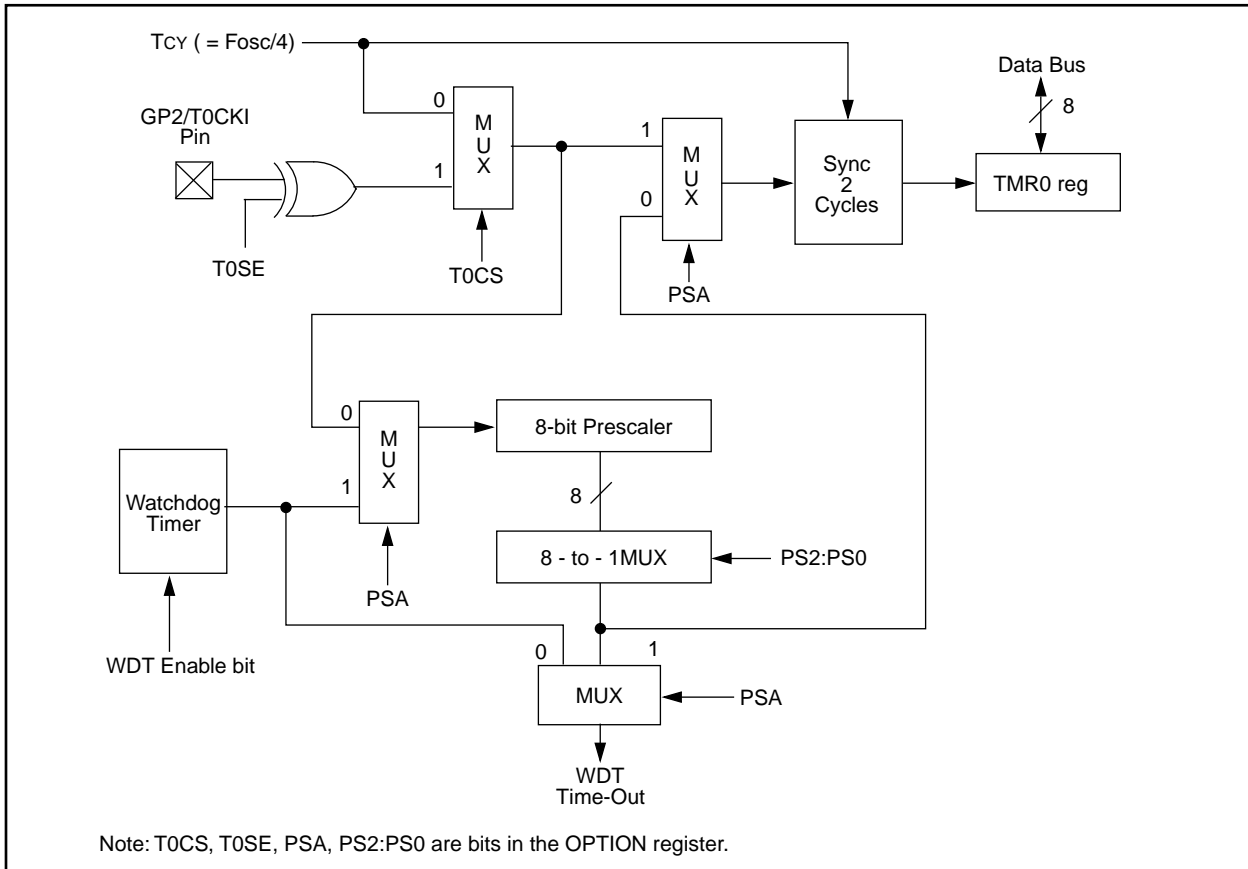 TCY ( = Fosc/4)
Data Bus
GP2/T0CKI
Pin
0
M
U
X
1
T0CS
T0SE
1
M
U
X
0
PSA
Sync
2
Cycles
8
TMR0 reg
0
M
U
X
1
PSA
8-bit Prescaler
8
8 - to - 1MUX
PS2:PS0
Watchdog
Timer
WDT Enable bit
0
1
MUX
PSA
WDT
Time-Out
Note: T0CS, T0SE, PSA, PS2:PS0 are bits in the OPTION register.